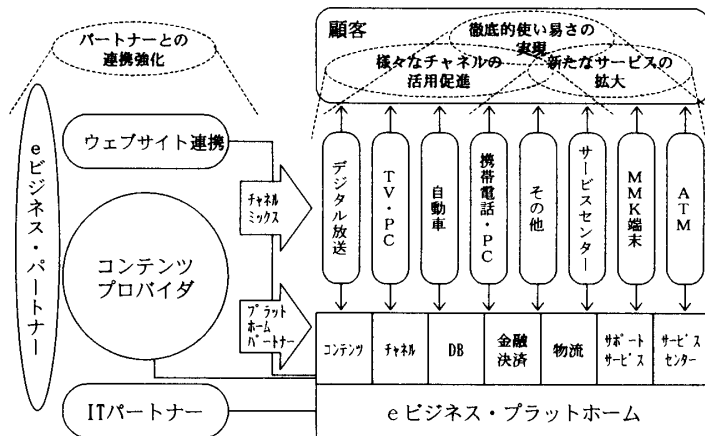 パートナーとの
連携強化
顧客
徹底的使い易さの
実現
様々なチャネルの
活用促進
新たなサービスの
拡大
eビジネス・パートナー
ウェブサイト連携
コンテンツ
プロバイダ
ITパートナー
チャネル
ミックス
プラット
ホーム
パートナー
デジタル放送
TV・PC
自動車
携帯電話・PC
その他
サービスセンター
MMK端末
ATM
コンテンツ
チャネル
DB
金融
決済
物流
サポート
サービス
サービス
センター
eビジネス・プラットホーム